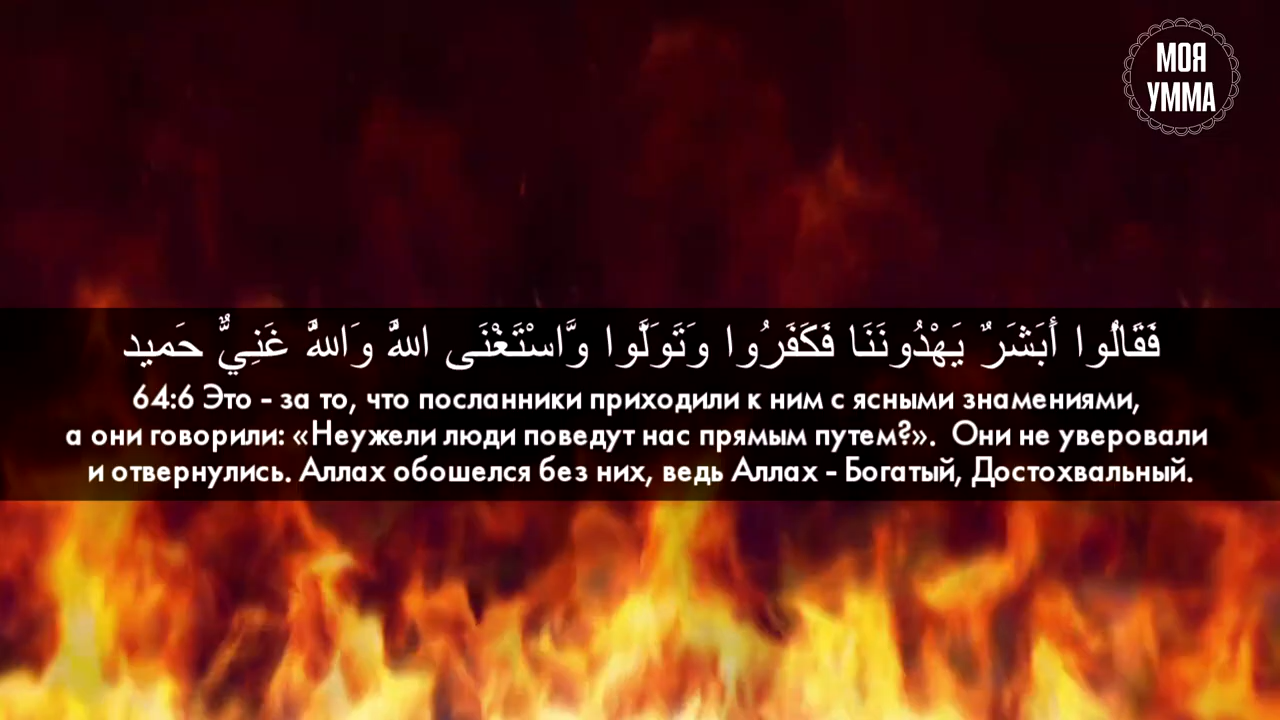 МОЯ
УММА
فَقَالُوا أَبَشَرٌ يَهْدُونَنَا فَكَفَرُوا وَتَوَلَّوا وَّاسْتَغْنَى اللهُ وَاللهُ غَنِيٌّ حَمِيد
64:6 Это - за то, что посланники приходили к ним с ясными знамениями,
а они говорили: «Неужели люди поведут нас прямым путем?». Они не уверовали
и отвернулись. Аллах обошелся без них, ведь Аллах - Богатый, Достохвальный.